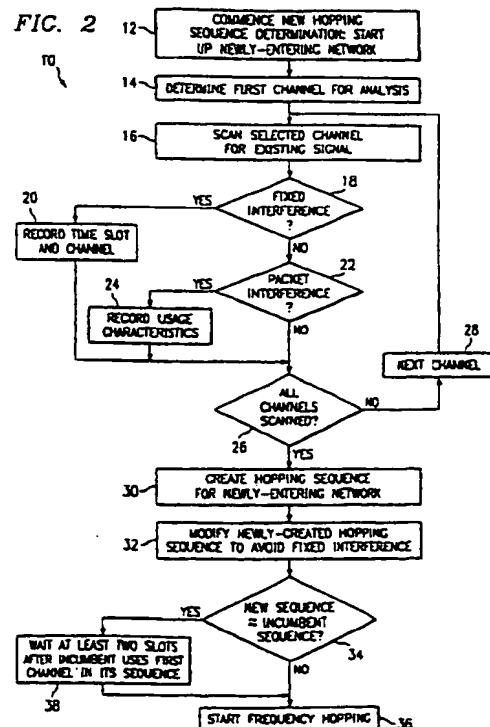 FIG. 2
10
12
COMMENCE NEW HOPPING
SEQUENCE DETERMINATION: START
UP NEWLY-ENTERING NETWORK
14
DETERMINE FIRST CHANNEL FOR ANALYSIS
16
SCAN SELECTED CHANNEL
FOR EXISTING SIGNAL
18
FIXED
INTERFERENCE
?
YES
NO
20
RECORD TIME SLOT
AND CHANNEL
22
PACKET
INTERFERENCE
?
YES
NO
24
RECORD USAGE
CHARACTERISTICS
28
NEXT CHANNEL
ALL
CHANNELS
SCANNED?
26
NO
YES
30
CREATE HOPPING SEQUENCE
FOR NEWLY-ENTERING NETWORK
32
MODIFY NEWLY-CREATED HOPPING
SEQUENCE TO AVOID FIXED INTERFERENCE
NEW SEQUENCE
≈ INCUMBENT
SEQUENCE?
34
YES
NO
WAIT AT LEAST TWO SLOTS
AFTER INCUMBENT USES FIRST
CHANNEL IN ITS SEQUENCE
38
START FREQUENCY HOPPING
36